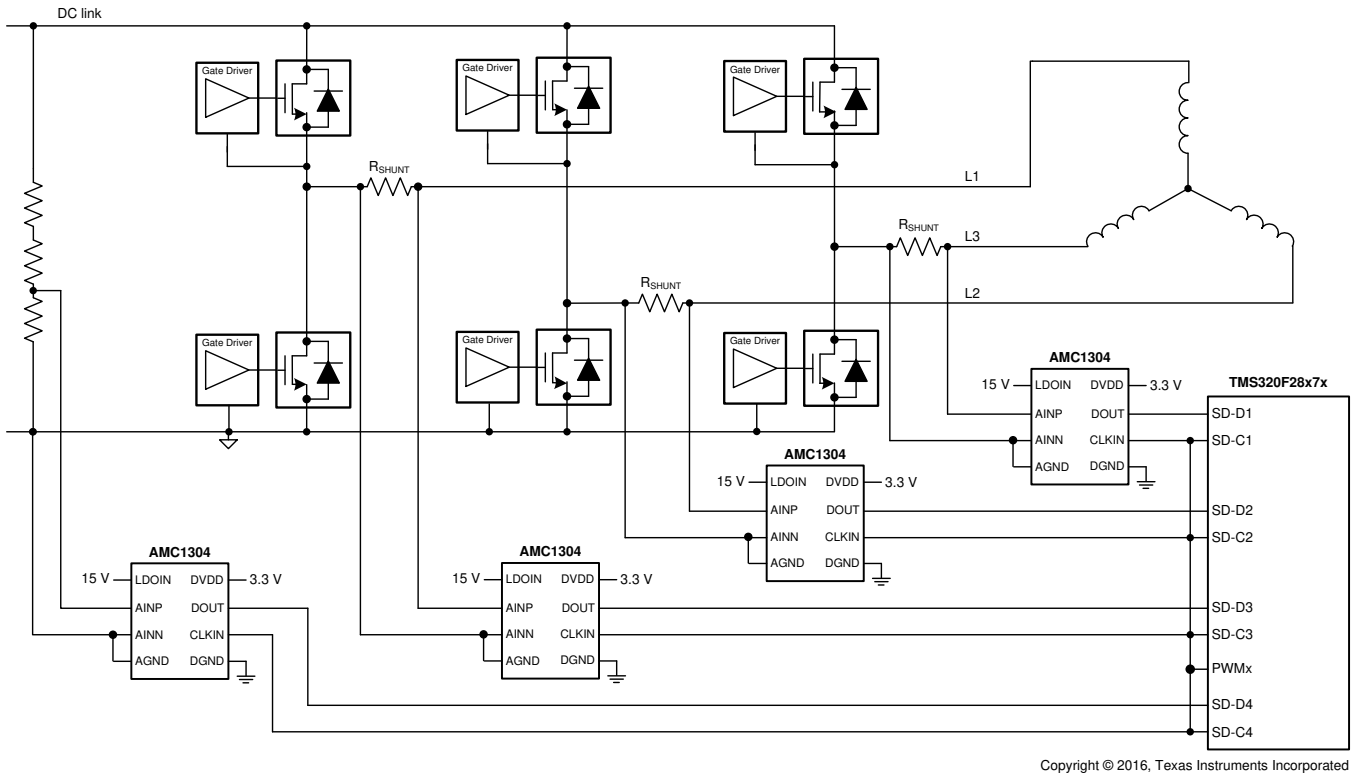 DC link
Gate Driver
Gate Driver
Gate Driver
RSHUNT
L1
RSHUNT
L3
RSHUNT
L2
Gate Driver
Gate Driver
Gate Driver
AMC1304
15 V
LDOIN
DVDD
3.3 V
AINP
DOUT
AINN
CLKIN
AGND
DGND
AMC1304
15 V
LDOIN
DVDD
3.3 V
AINP
DOUT
AINN
CLKIN
AGND
DGND
AMC1304
15 V
LDOIN
DVDD
3.3 V
AINP
DOUT
AINN
CLKIN
AGND
DGND
AMC1304
15 V
LDOIN
DVDD
3.3 V
AINP
DOUT
AINN
CLKIN
AGND
DGND
TMS320F28x7x
SD-D1
SD-C1
SD-D2
SD-C2
SD-D3
SD-C3
PWMx
SD-D4
SD-C4
Copyright © 2016, Texas Instruments Incorporated